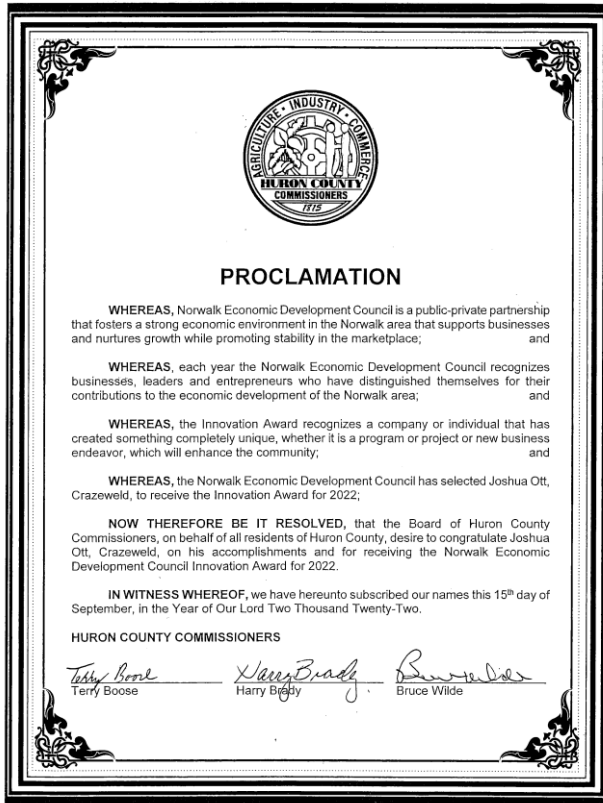 AGRICULTURE · INDUSTRY · COMMERCE
HURON COUNTY
COMMISSIONERS
1815
PROCLAMATION
WHEREAS, Norwalk Economic Development Council is a public-private partnership
that fosters a strong economic environment in the Norwalk area that supports businesses
and nurtures growth while promoting stability in the marketplace; and
WHEREAS, each year the Norwalk Economic Development Council recognizes
businesses, leaders and entrepreneurs who have distinguished themselves for their
contributions to the economic development of the Norwalk area; and
WHEREAS, the Innovation Award recognizes a company or individual that has
created something completely unique, whether it is a program or project or new business
endeavor, which will enhance the community; and
WHEREAS, the Norwalk Economic Development Council has selected Joshua Ott,
Crazeweld, to receive the Innovation Award for 2022;
NOW THEREFORE BE IT RESOLVED, that the Board of Huron County
Commissioners, on behalf of all residents of Huron County, desire to congratulate Joshua
Ott, Crazeweld, on his accomplishments and for receiving the Norwalk Economic
Development Council Innovation Award for 2022.
IN WITNESS WHEREOF, we have hereunto subscribed our names this 15th day of
September, in the Year of Our Lord Two Thousand Twenty-Two.
HURON COUNTY COMMISSIONERS
Terry Boose Harry Brady Bruce Wilde
Terry Boose Harry Brady Bruce Wilde